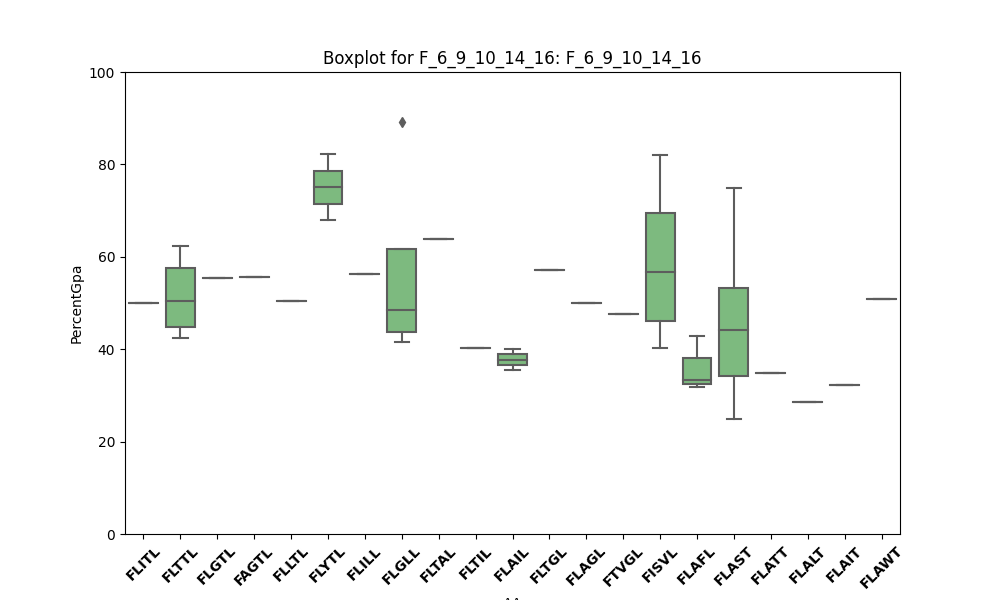 Boxplot for F_6_9_10_14_16: F_6_9_10_14_16
PercentGpa
100
80
60
40
20
0
FLITL
FLTTL
FLGTL
FAGTL
FLLTL
FLYTL
FLILL
FLGLL
FLTAL
FLTIL
FLAIL
FLTGL
FLAGL
FTVGL
FISVL
FLAFL
FLAST
FLATT
FLALT
FLAIT
FLAWT